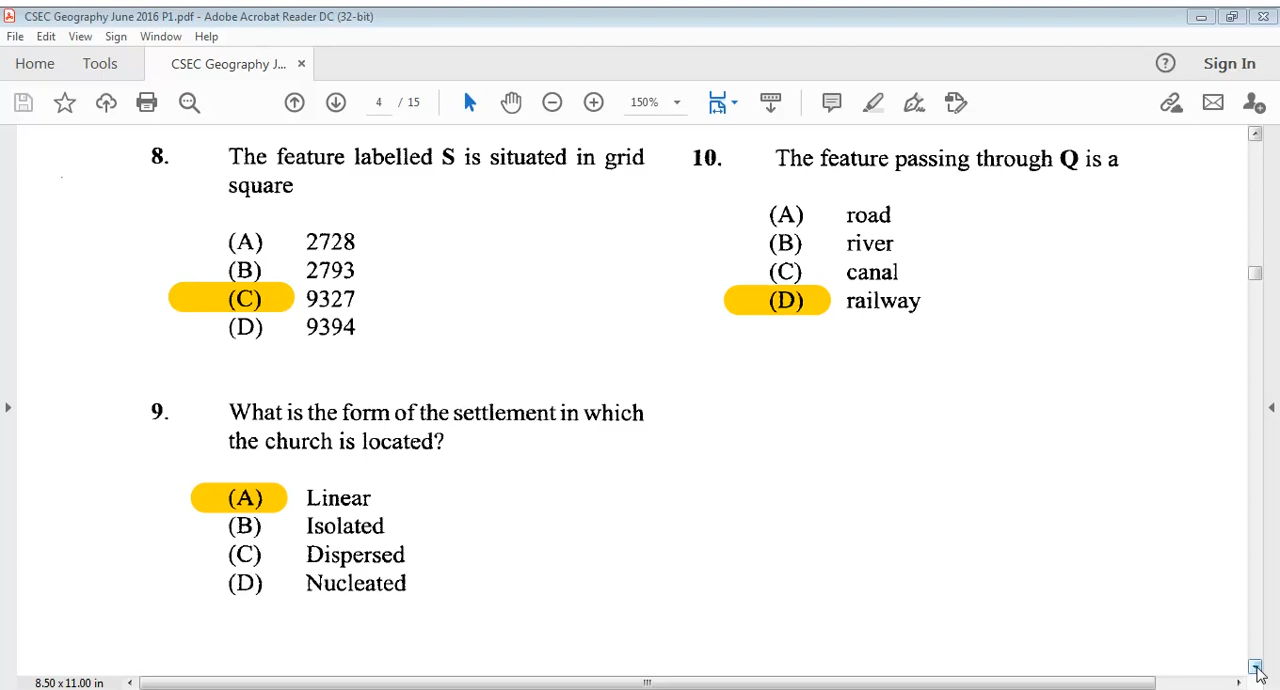 CSEC Geography June 2016 P1.pdf - Adobe Acrobat Reader DC (32-bit)
File Edit View Sign Window Help
Home Tools CSEC Geography J... × Sign In
4 / 15 150%
8. The feature labelled S is situated in grid
square
(A) 2728
(B) 2793
(C) 9327
(D) 9394
9. What is the form of the settlement in which
the church is located?
(A) Linear
(B) Isolated
(C) Dispersed
(D) Nucleated
10. The feature passing through Q is a
(A) road
(B) river
(C) canal
(D) railway
8.50 x 11.00 in